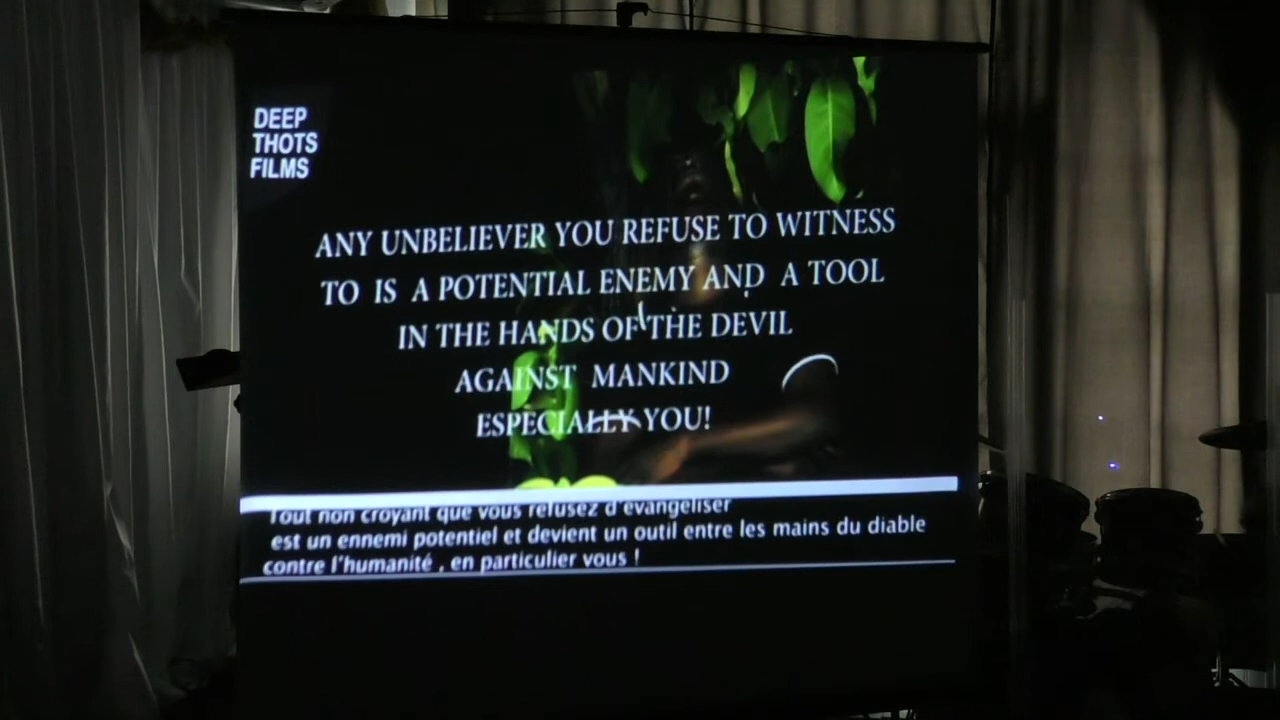 DEEP
THOTS
FILMS
ANY UNBELIEVER YOU REFUSE TO WITNESS
TO IS A POTENTIAL ENEMY AND A TOOL
IN THE HANDS OF THE DEVIL
AGAINST MANKIND
ESPECIALLY YOU!
Tout non croyant que vous refusez d'evangeliser
est un ennemi potentiel et devient un outil entre les mains du diable
contre l'humanité , en particulier vous !